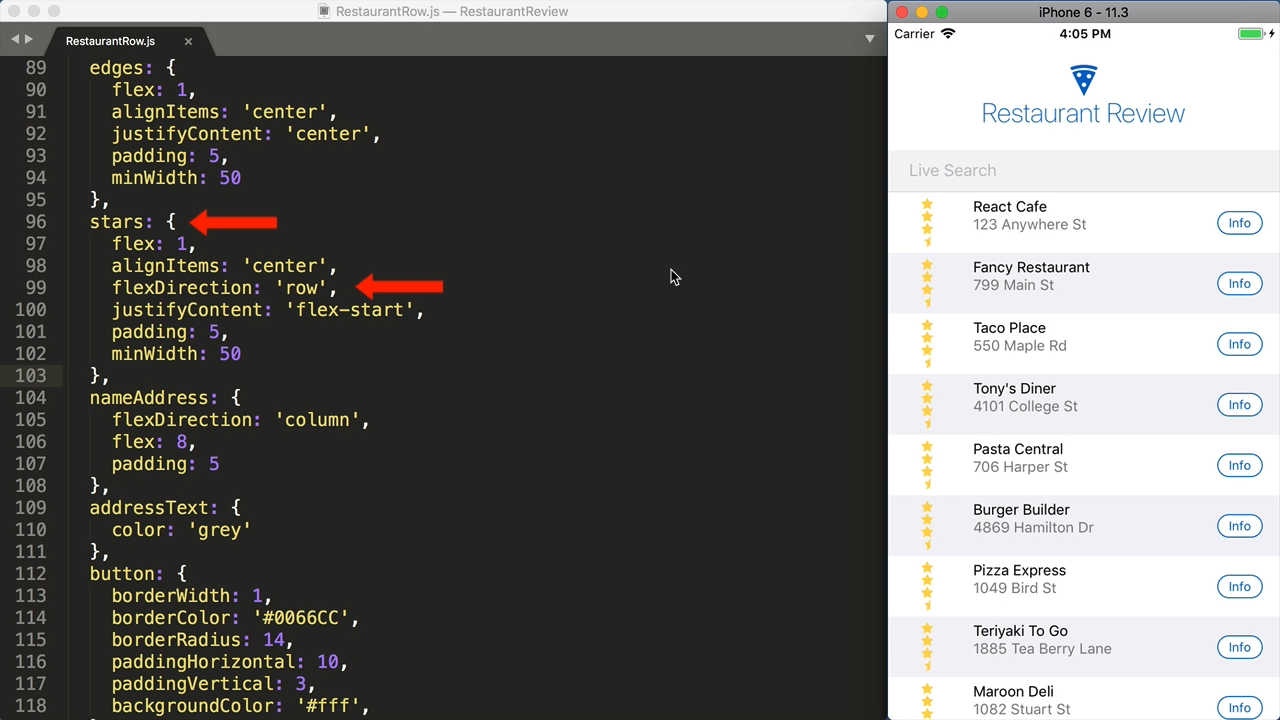 RestaurantRow.js — RestaurantReview
RestaurantRow.js
89 edges: {
90 flex: 1,
91 alignItems: 'center',
92 justifyContent: 'center',
93 padding: 5,
94 minWidth: 50
95 },
96 stars: {
97 flex: 1,
98 alignItems: 'center',
99 flexDirection: 'row',
100 justifyContent: 'flex-start',
101 padding: 5,
102 minWidth: 50
103 },
104 nameAddress: {
105 flexDirection: 'column',
106 flex: 8,
107 padding: 5
108 },
109 addressText: {
110 color: 'grey'
111 },
112 button: {
113 borderWidth: 1,
114 borderColor: '#0066CC',
115 borderRadius: 14,
116 paddingHorizontal: 10,
117 paddingVertical: 3,
118 backgroundColor: '#fff',
iPhone 6 - 11.3
Carrier 4:05 PM
Restaurant Review
Live Search
React Cafe
123 Anywhere St
Info
Fancy Restaurant
799 Main St
Info
Taco Place
550 Maple Rd
Info
Tony's Diner
4101 College St
Info
Pasta Central
706 Harper St
Info
Burger Builder
4869 Hamilton Dr
Info
Pizza Express
1049 Bird St
Info
Teriyaki To Go
1885 Tea Berry Lane
Info
Maroon Deli
1082 Stuart St
Info